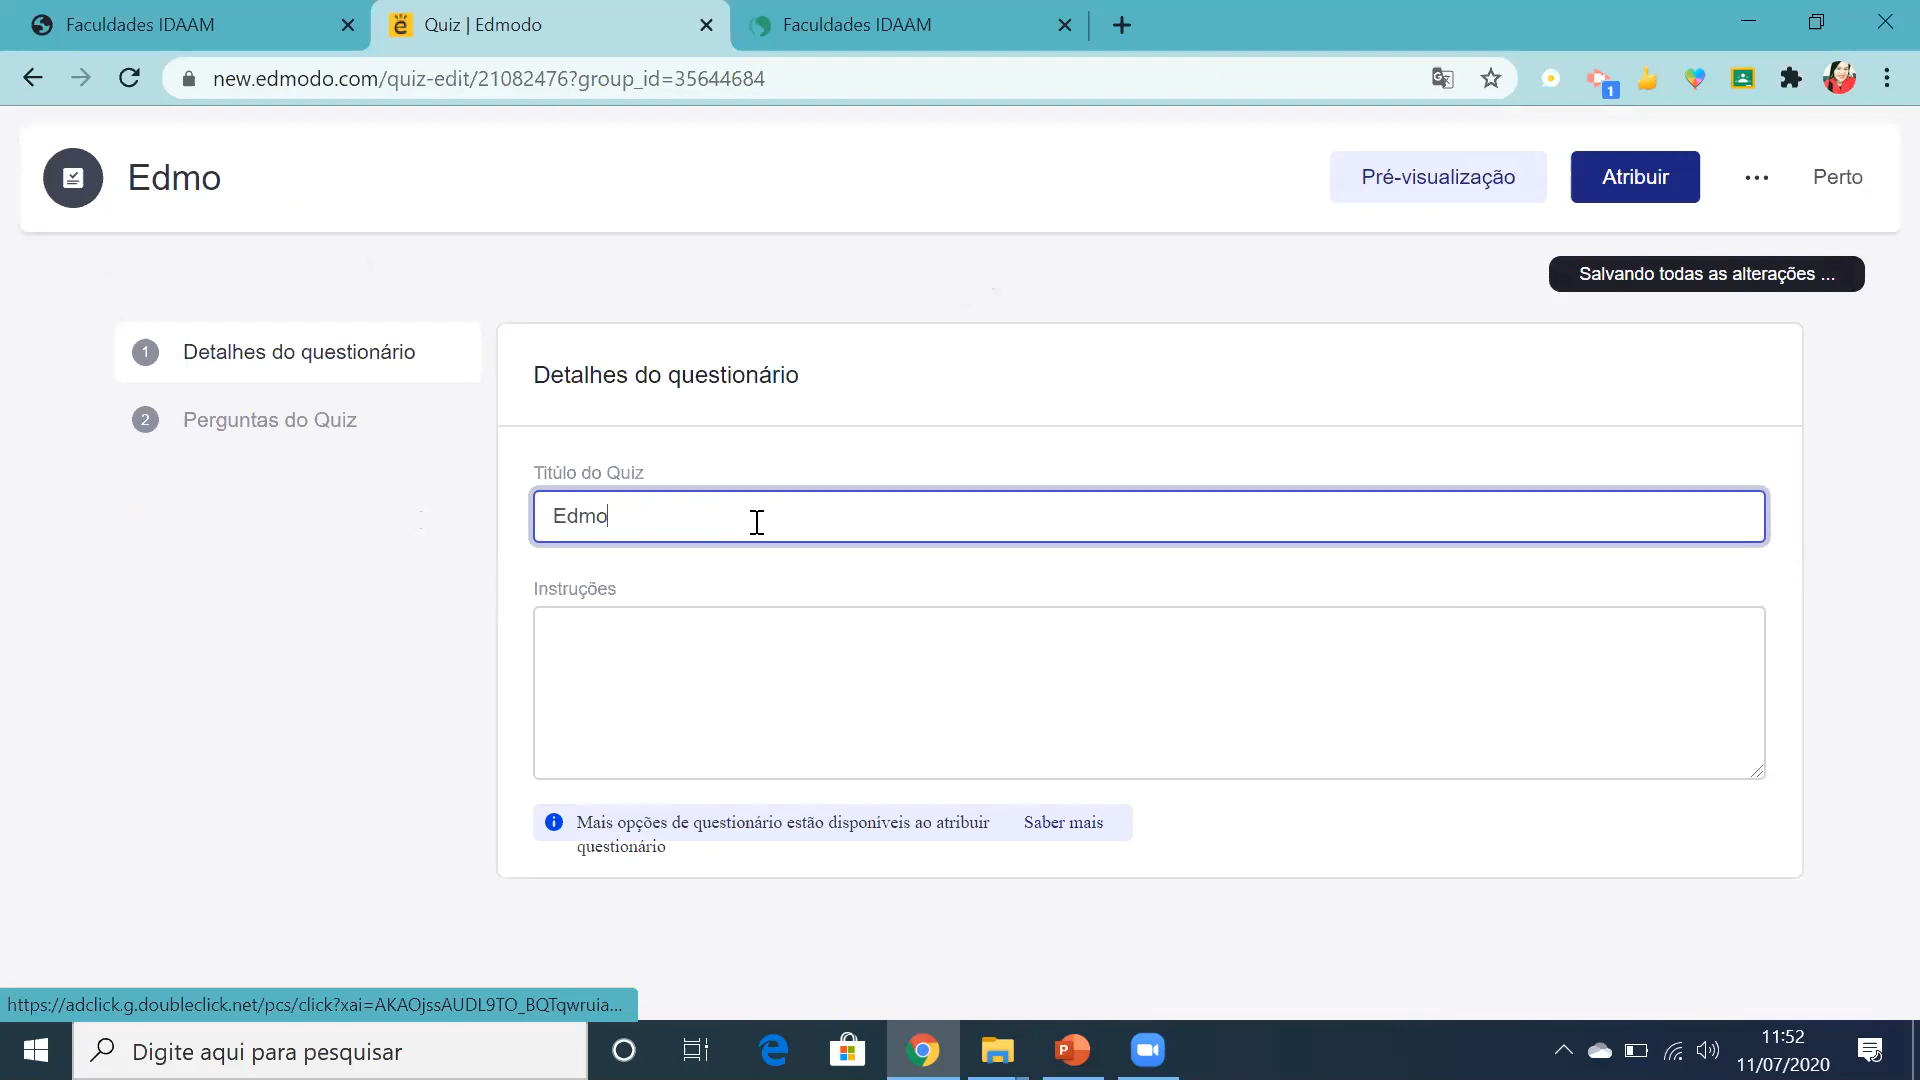 Faculdades IDAAM
Quiz | Edmodo
Faculdades IDAAM
new.edmodo.com/quiz-edit/21082476?group_id=35644684
1
Edmo
Pré-visualização
Atribuir
Perto
Salvando todas as alterações ...
1 Detalhes do questionário
2 Perguntas do Quiz
Detalhes do questionário
Titúlo do Quiz
Edmo
Instruções
Mais opções de questionário estão disponíveis ao atribuir
questionário
Saber mais
https://adclick.g.doubleclick.net/pcs/click?xai=AKAOjssAUDL9TO_BQTqwruia...
Digite aqui para pesquisar
11:52
11/07/2020